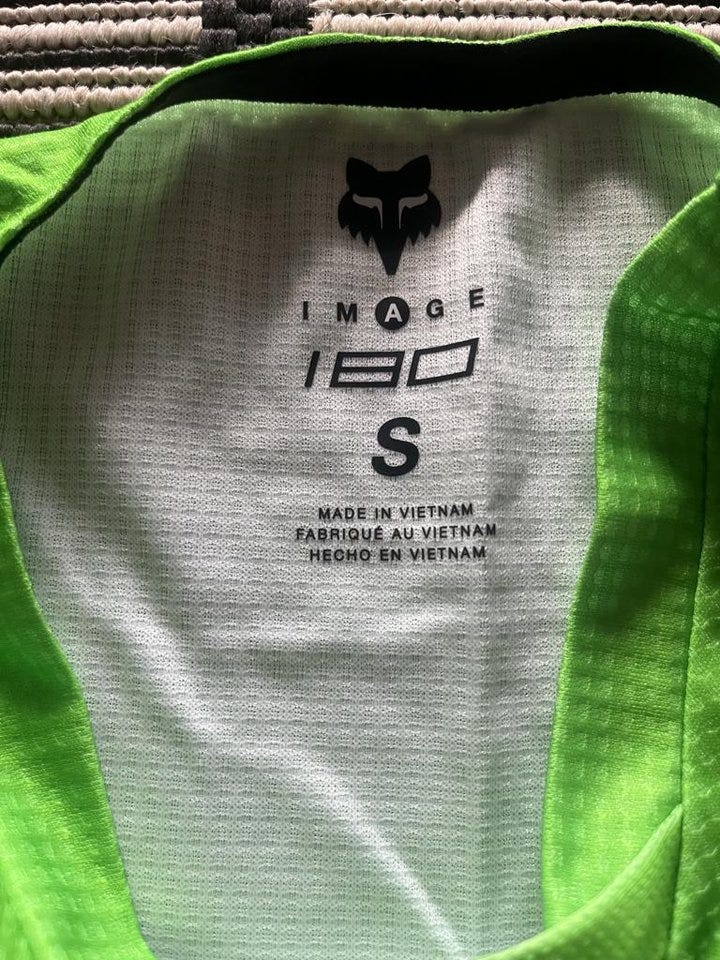 IMAGE
180
S
MADE IN VIETNAM
FABRIQUÉ AU VIETNAM
HECHO EN VIETNAM